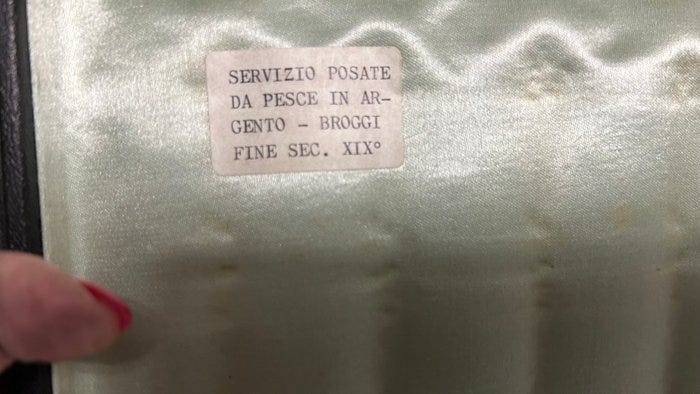 SERVIZIO POSATE
DA PESCE IN AR-
GENTO - BROGGI
FINE SEC. XIX°